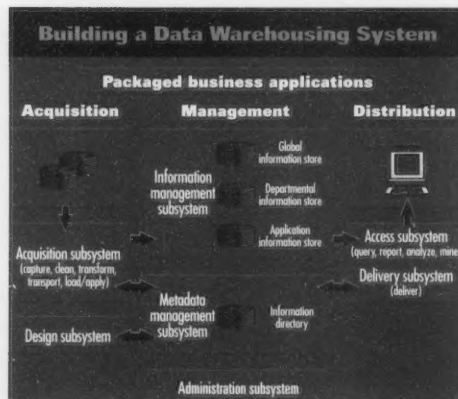 Building a Data Warehousing System
Packaged business applications
Acquisition
Management
Distribution
Global
information store
Information
management
subsystem
Departmental
information store
Application
information store
Acquisition subsystem
(capture, clean, transform,
transport, load/apply)
Access subsystem
(query, report, analyze, mine)
Delivery subsystem
(deliver)
Metadata
management
subsystem
Information
directory
Design subsystem
Administration subsystem